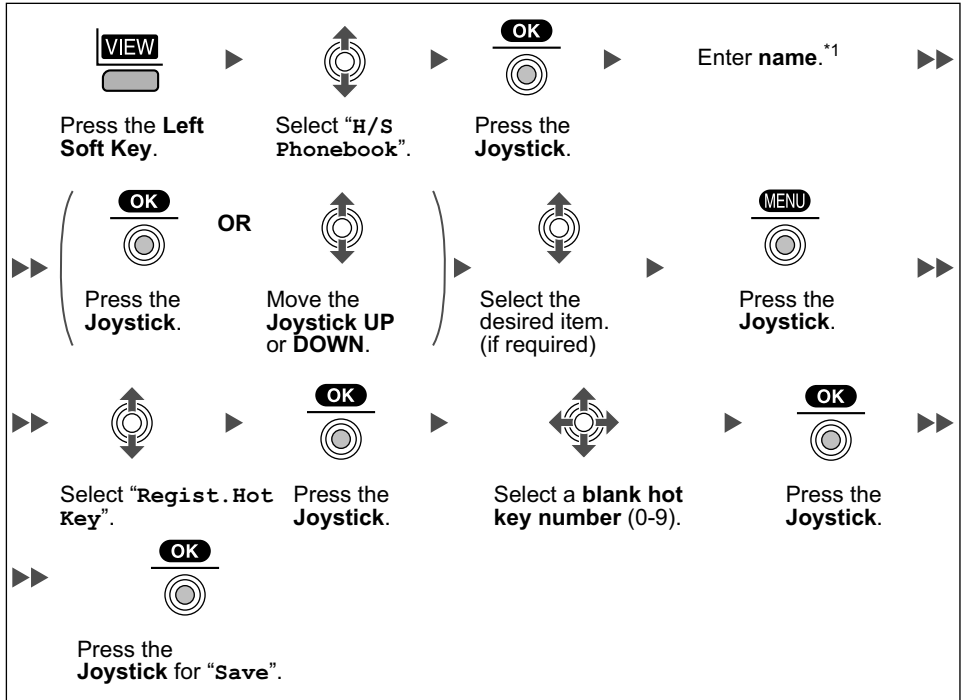 VIEW
OK
Enter name.*1
Press the Left
Soft Key.
Select “H/S
Phonebook”.
Press the
Joystick.
OK
OR
MENU
Press the
Joystick.
Move the
Joystick UP
or DOWN.
Select the
desired item.
(if required)
Press the
Joystick.
OK
OK
Select “Regist.Hot
Key”.
Press the
Joystick.
Select a blank hot
key number (0-9).
Press the
Joystick.
OK
Press the
Joystick for “Save”.